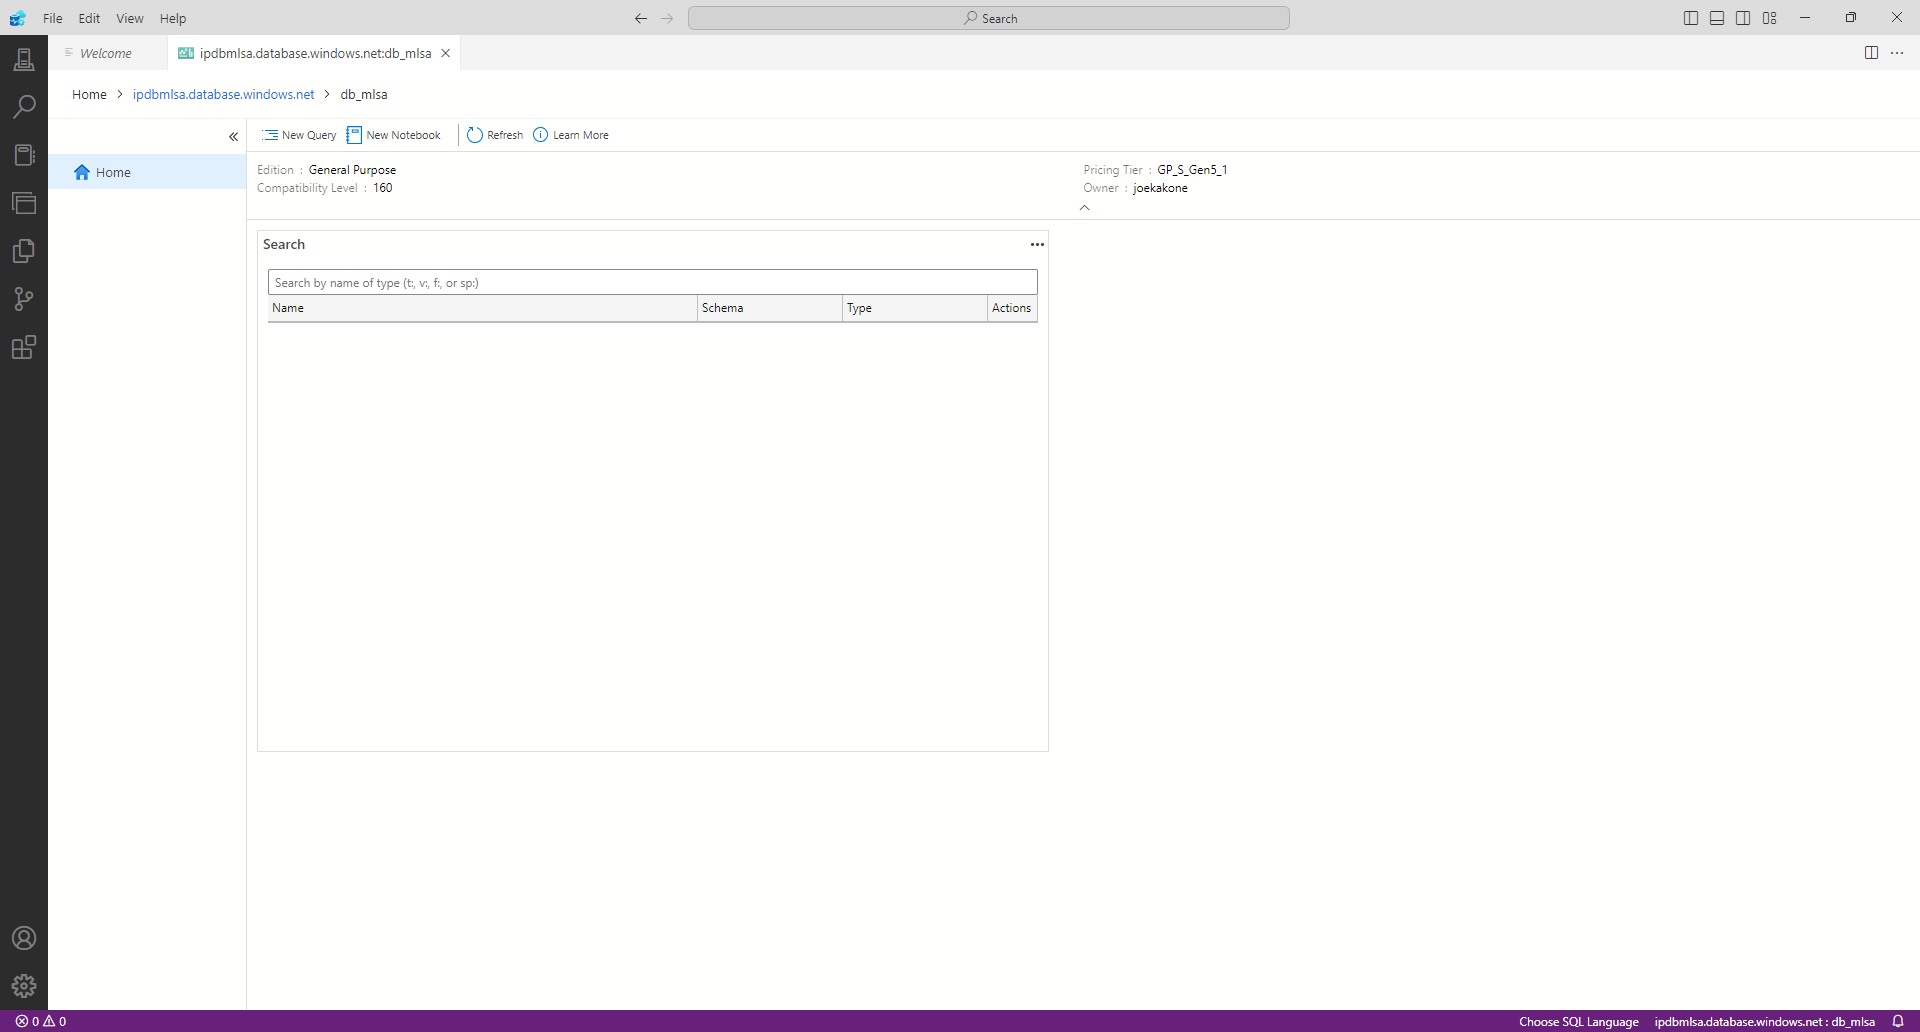 File Edit View Help
Search
Welcome
ipdbmlsa.database.windows.net:db_mlsa
Home > ipdbmlsa.database.windows.net > db_mlsa
New Query New Notebook Refresh Learn More
Home
Edition : General Purpose
Pricing Tier : GP_S_Gen5_1
Compatibility Level : 160
Owner : joekakone
Search
Search by name of type (t:, v:, f:, or sp:)
Name Schema Type Actions
0 0
Choose SQL Language
ipdbmlsa.database.windows.net : db_mlsa